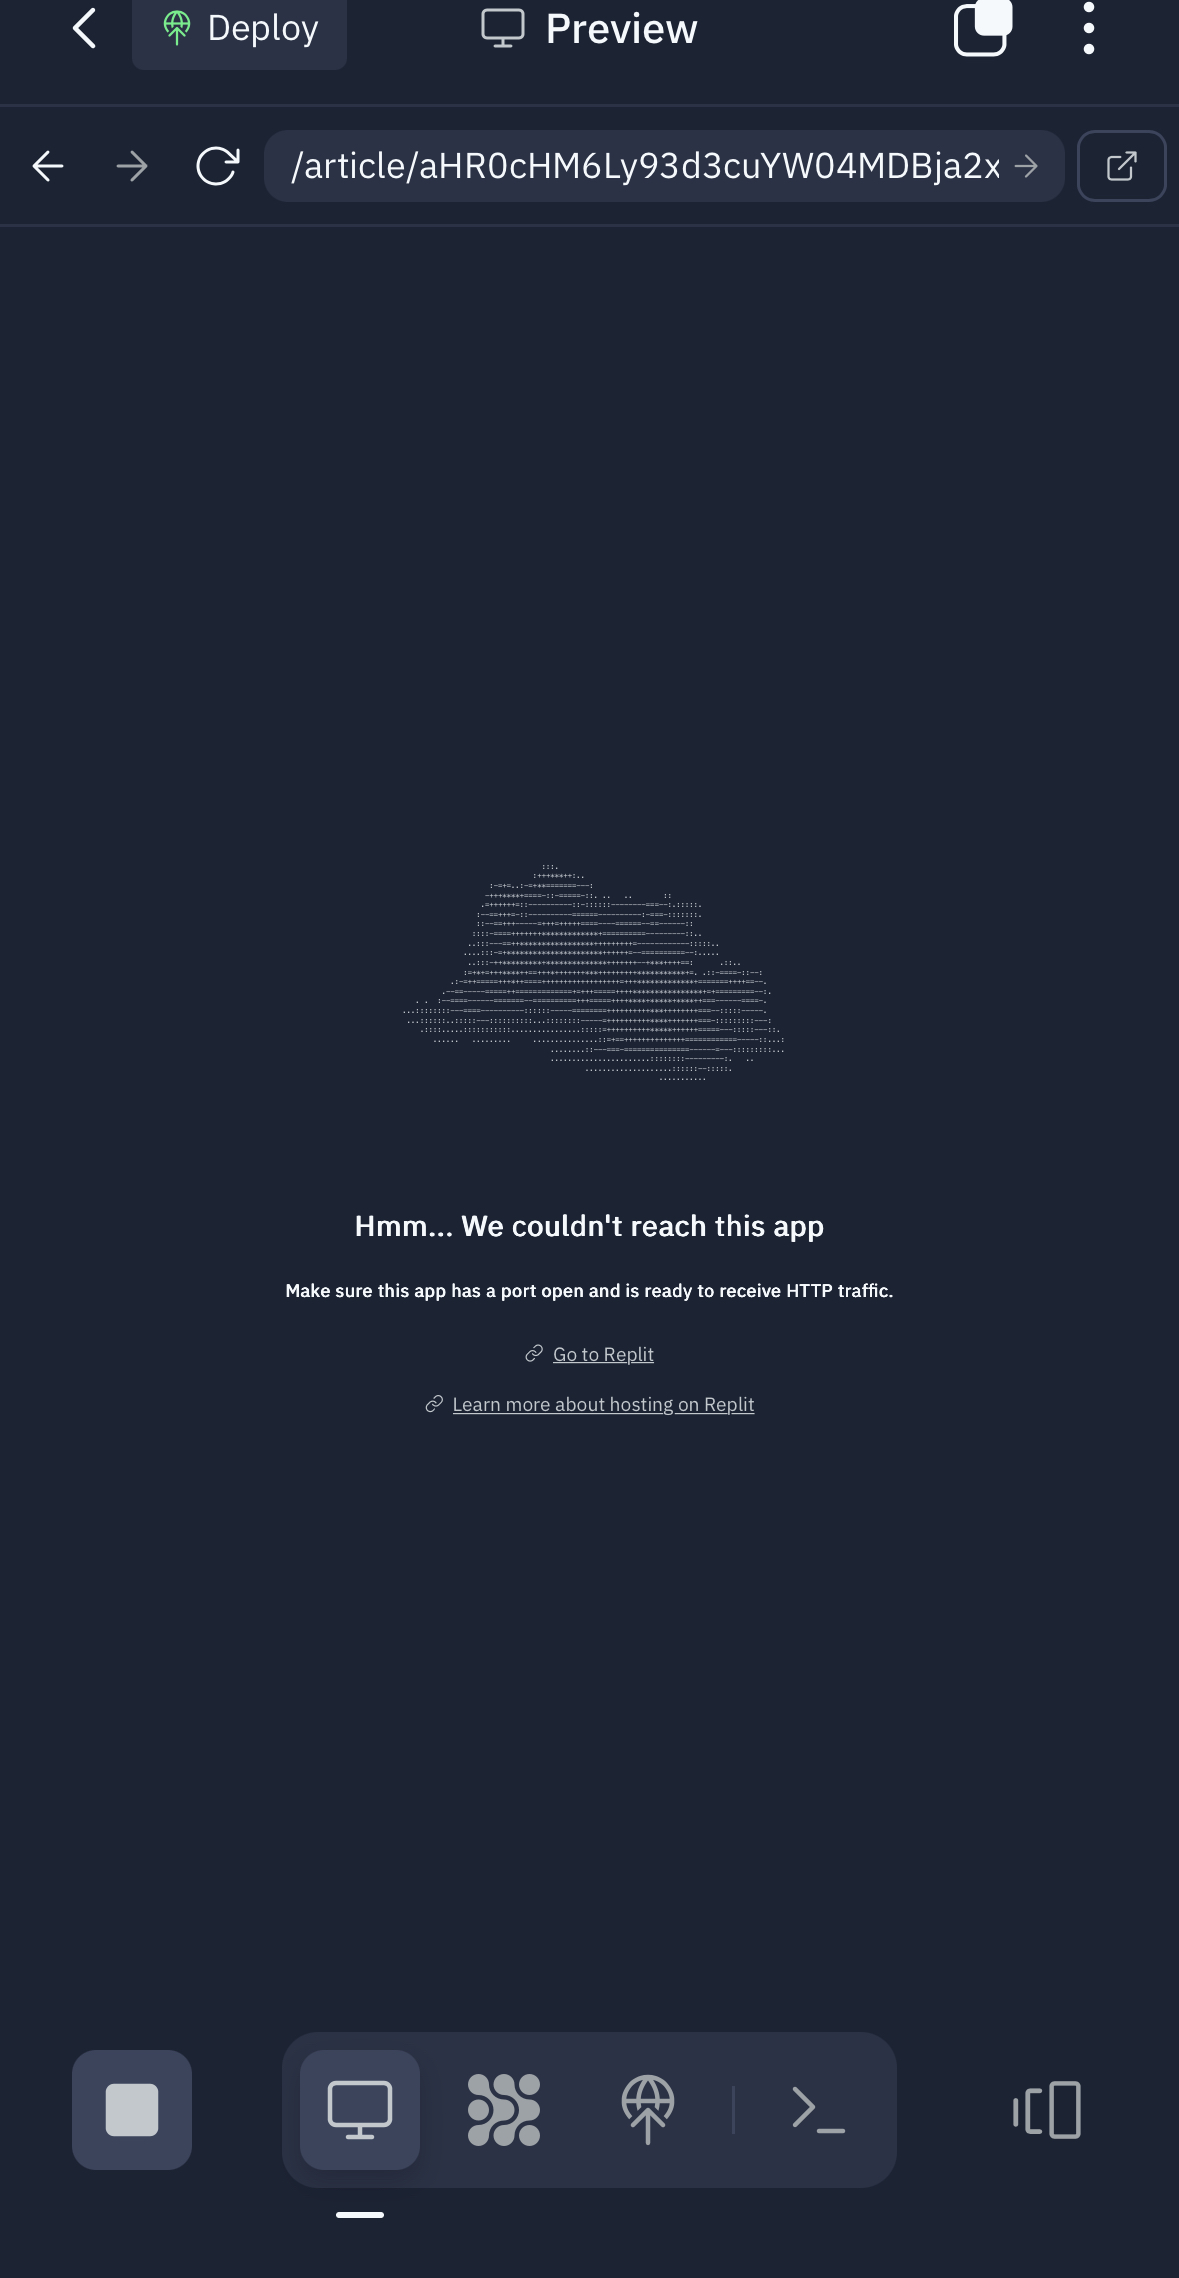 Deploy
Preview
/article/aHR0cHM6Ly93d3cuYW04MDBja2x
Hmm... We couldn't reach this app
Make sure this app has a port open and is ready to receive HTTP traffic.
Go to Replit
Learn more about hosting on Replit